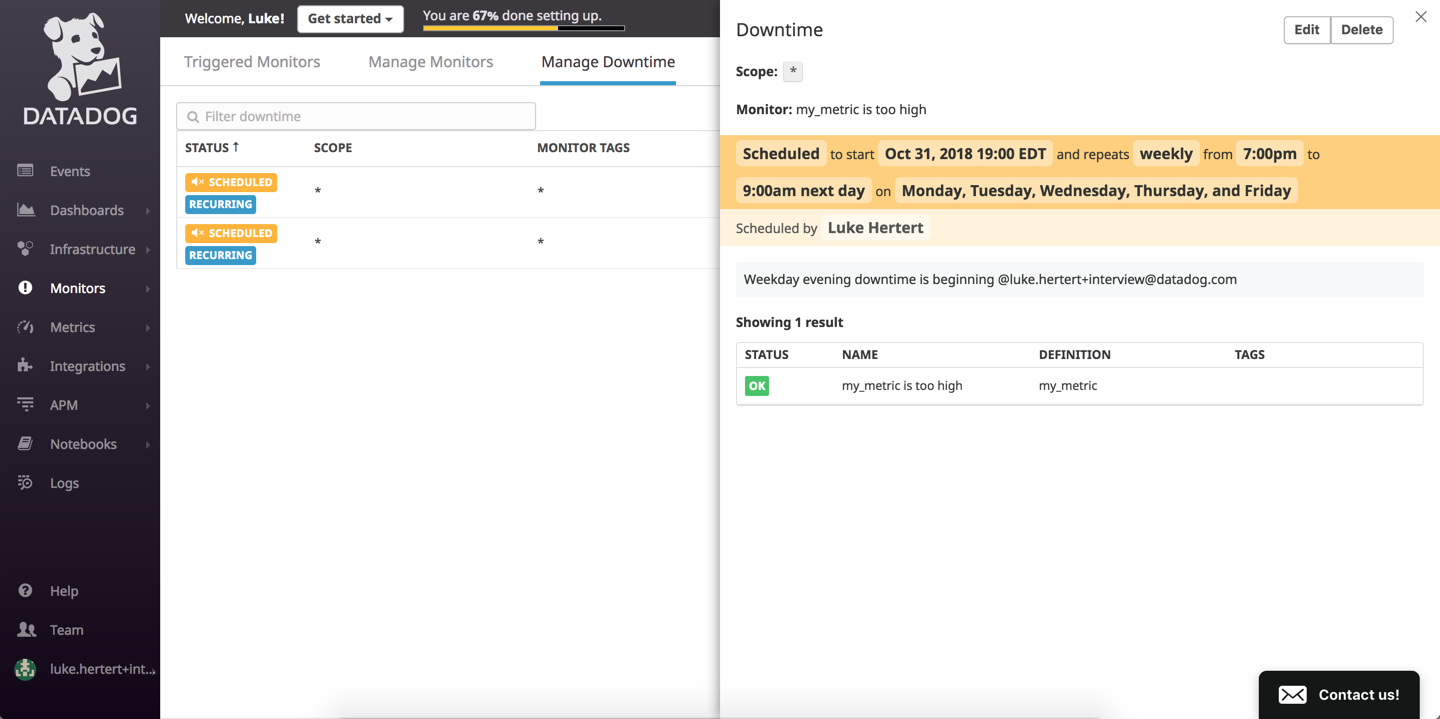 DATADOG
Events
Dashboards
Infrastructure
Monitors
Metrics
Integrations
APM
Notebooks
Logs
Help
Team
luke.hertert+int...
Welcome, Luke!
Get started
You are 67% done setting up.
Triggered Monitors Manage Monitors Manage Downtime
Filter downtime
STATUS ↑ SCOPE MONITOR TAGS
SCHEDULED
RECURRING
* *
SCHEDULED
RECURRING
* *
Downtime
Edit Delete
Scope: *
Monitor: my_metric is too high
Scheduled to start Oct 31, 2018 19:00 EDT and repeats weekly from 7:00pm to
9:00am next day on Monday, Tuesday, Wednesday, Thursday, and Friday
Scheduled by Luke Hertert
Weekday evening downtime is beginning @luke.hertert+interview@datadog.com
Showing 1 result
STATUS NAME DEFINITION TAGS
OK my_metric is too high my_metric
Contact us!